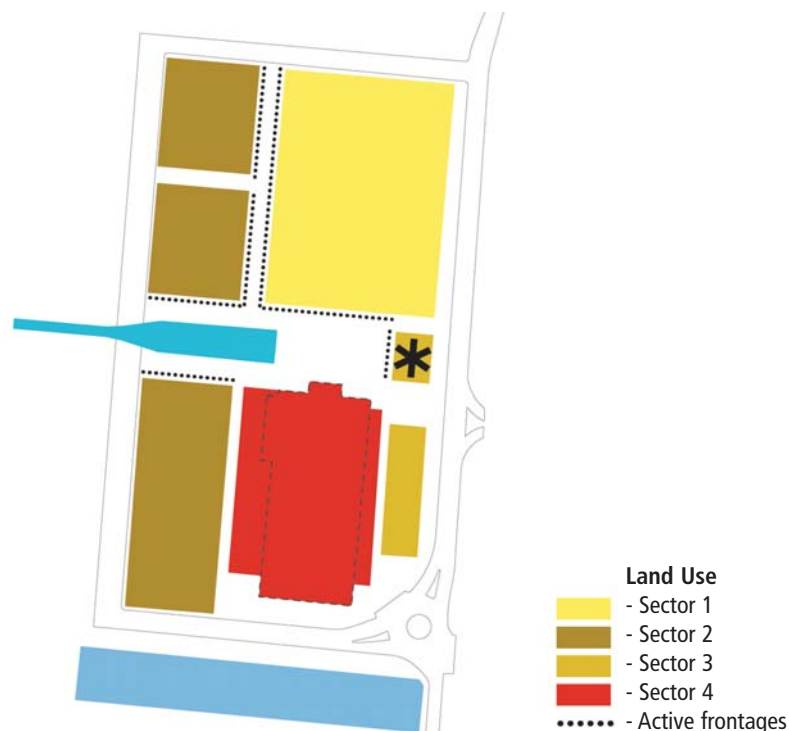 Land Use
- Sector 1
- Sector 2
- Sector 3
- Sector 4
- Active frontages